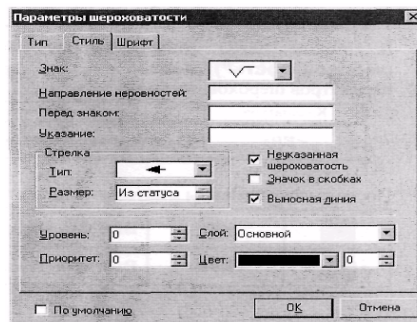 Параметры шероховатости
Тип Стиль Шрифт
Знак:
Направление неровностей:
Перед знаком:
Указание:
Стрелка
Тип:
Размер: Из статуса
Неуказанная шероховатость
Значок в скобках
Выносная линия
Уровень: 0 Слой: Основной
Приоритет: 0 Цвет: 0
По умолчанию OK Отмена